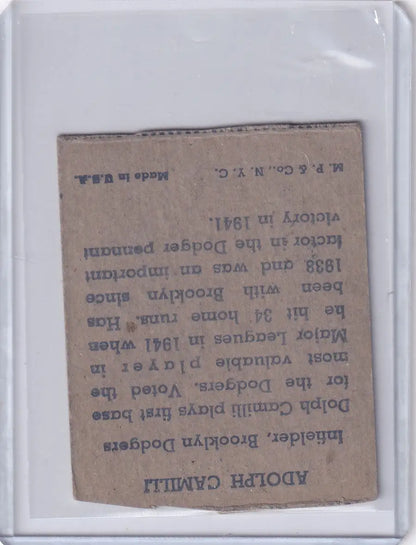 ADOLPH CAMILLI
Infielder, Brooklyn Dodgers
Dolph Camilli plays first base
for the Dodgers. Voted the
most valuable player in
Major Leagues in 1941 when
he hit 34 home runs. Has
been with Brooklyn since
1938 and was an important
factor in the Dodger pennant
victory in 1941.
M. P. & Co., N. Y. C. Made in U.S.A.